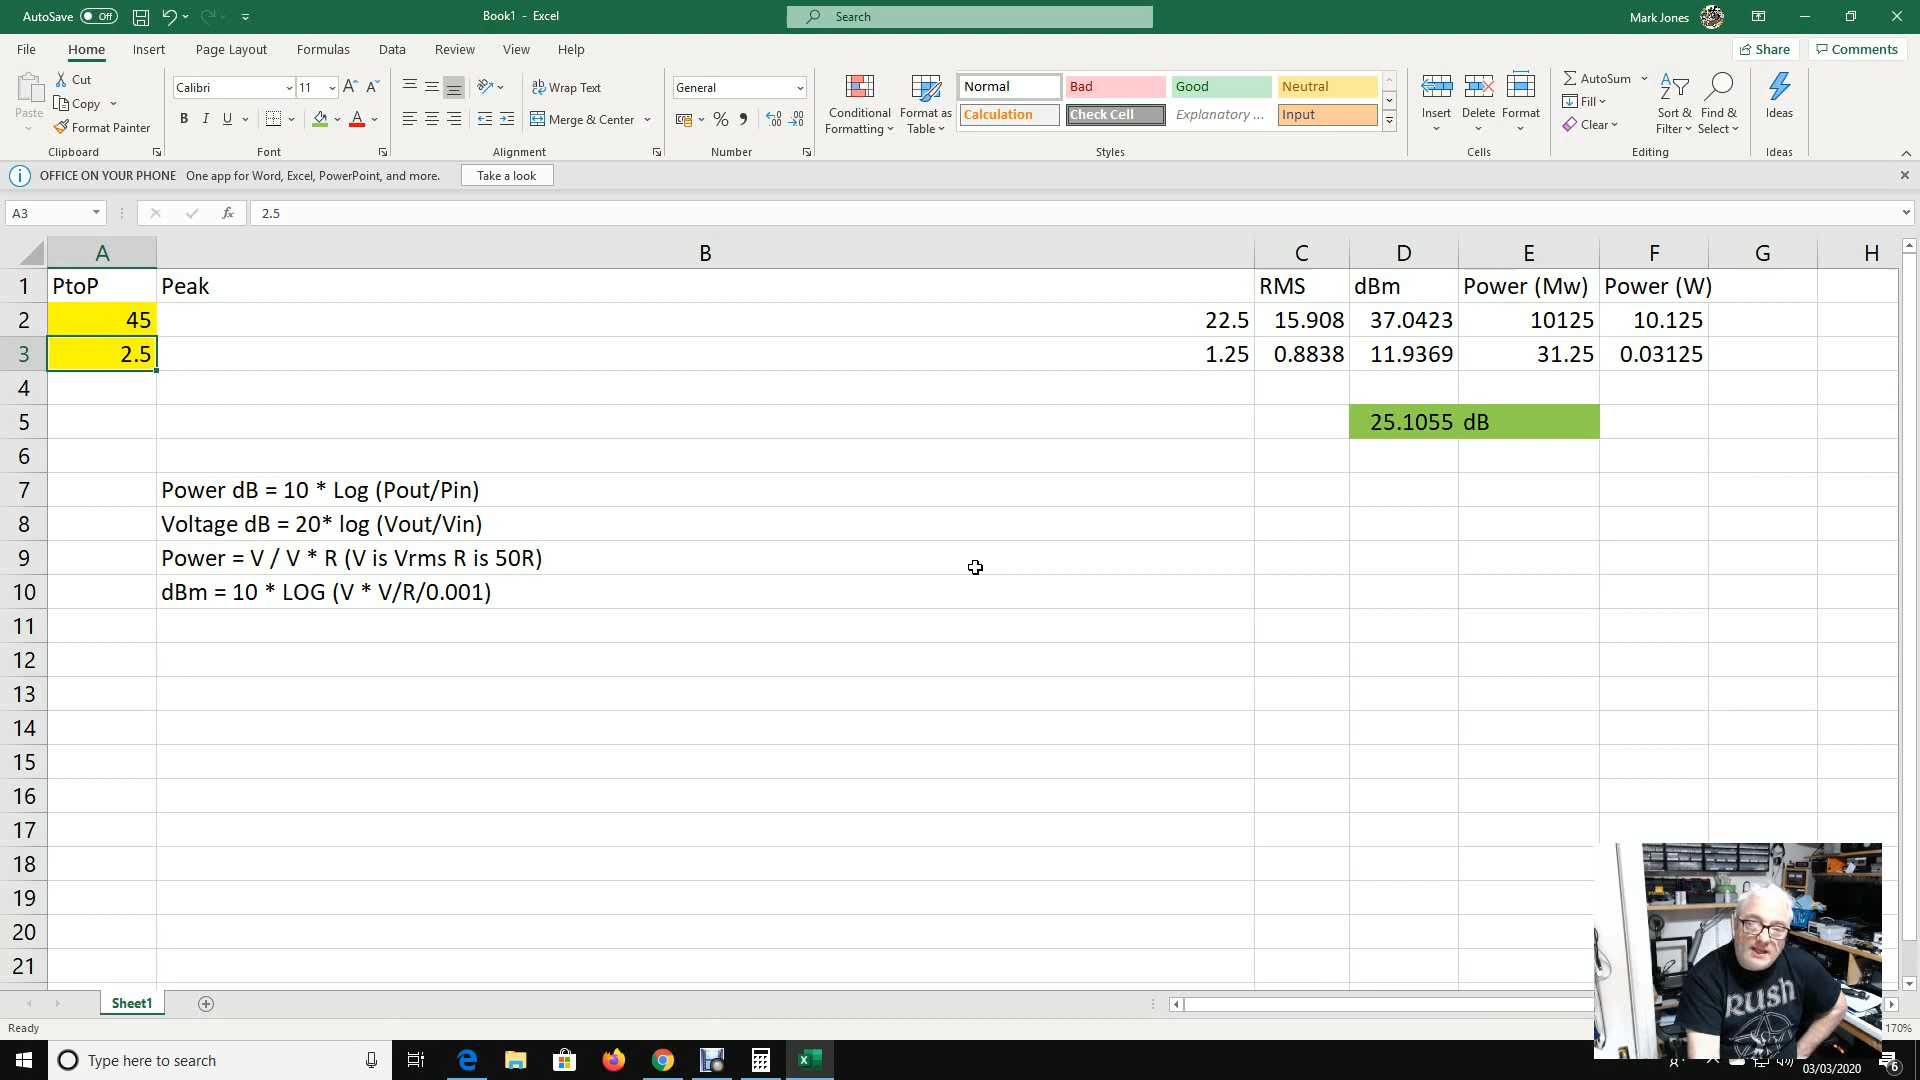 AutoSave Off Book1 - Excel Search Mark Jones
File Home Insert Page Layout Formulas Data Review View Help Share Comments
Paste Cut Copy Format Painter Clipboard
Calibri 11 B I U Font
Wrap Text Merge & Center Alignment
General % Number
Conditional Formatting Format as Table
Normal Bad Good Neutral
Calculation Check Cell Explanatory ... Input
Styles
Insert Delete Format Cells
AutoSum Fill Clear Sort & Filter Find & Select Editing
Ideas Ideas
OFFICE ON YOUR PHONE One app for Word, Excel, PowerPoint, and more. Take a look
A3 fx 2.5
A B C D E F G H
1 PtoP Peak RMS dBm Power (Mw) Power (W)
2 45 22.5 15.908 37.0423 10125 10.125
3 2.5 1.25 0.8838 11.9369 31.25 0.03125
4
5 25.1055 dB
6
7 Power dB = 10 * Log (Pout/Pin)
8 Voltage dB = 20* log (Vout/Vin)
9 Power = V / V * R (V is Vrms R is 50R)
10 dBm = 10 * LOG (V * V/R/0.001)
11
12
13
14
15
16
17
18
19
20
21
Sheet1
Ready 170%
Type here to search 03/03/2020 6
RUSH